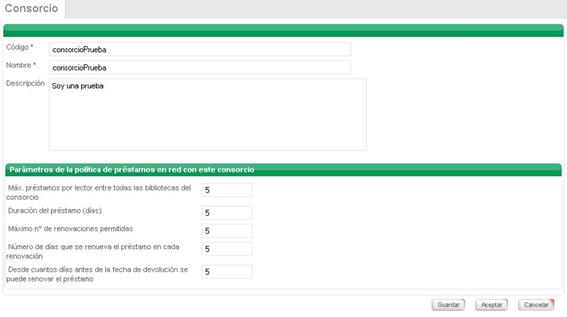 Consorcio
Código * consorcioPrueba
Nombre * consorcioPrueba
Descripción Soy una prueba
Parámetros de la política de préstamos en red con este consorcio
Máx. préstamos por lector entre todas las bibliotecas del 5
consorcio
Duración del préstamo (días) 5
Máximo nº de renovaciones permitidas 5
Número de días que se renueva el préstamo en cada 5
renovación
Desde cuantos días antes de la fecha de devolución se 5
puede renovar el préstamo
Guardar Aceptar Cancelar